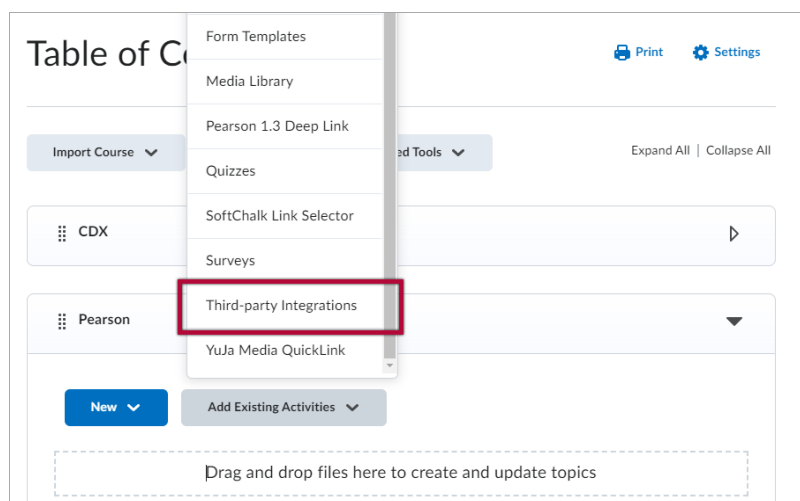 Table of Co
Print
Settings
Form Templates
Media Library
Pearson 1.3 Deep Link
Quizzes
SoftChalk Link Selector
Surveys
Third-party Integrations
YuJa Media QuickLink
Import Course
ed Tools
Expand All | Collapse All
CDX
Pearson
New
Add Existing Activities
Drag and drop files here to create and update topics